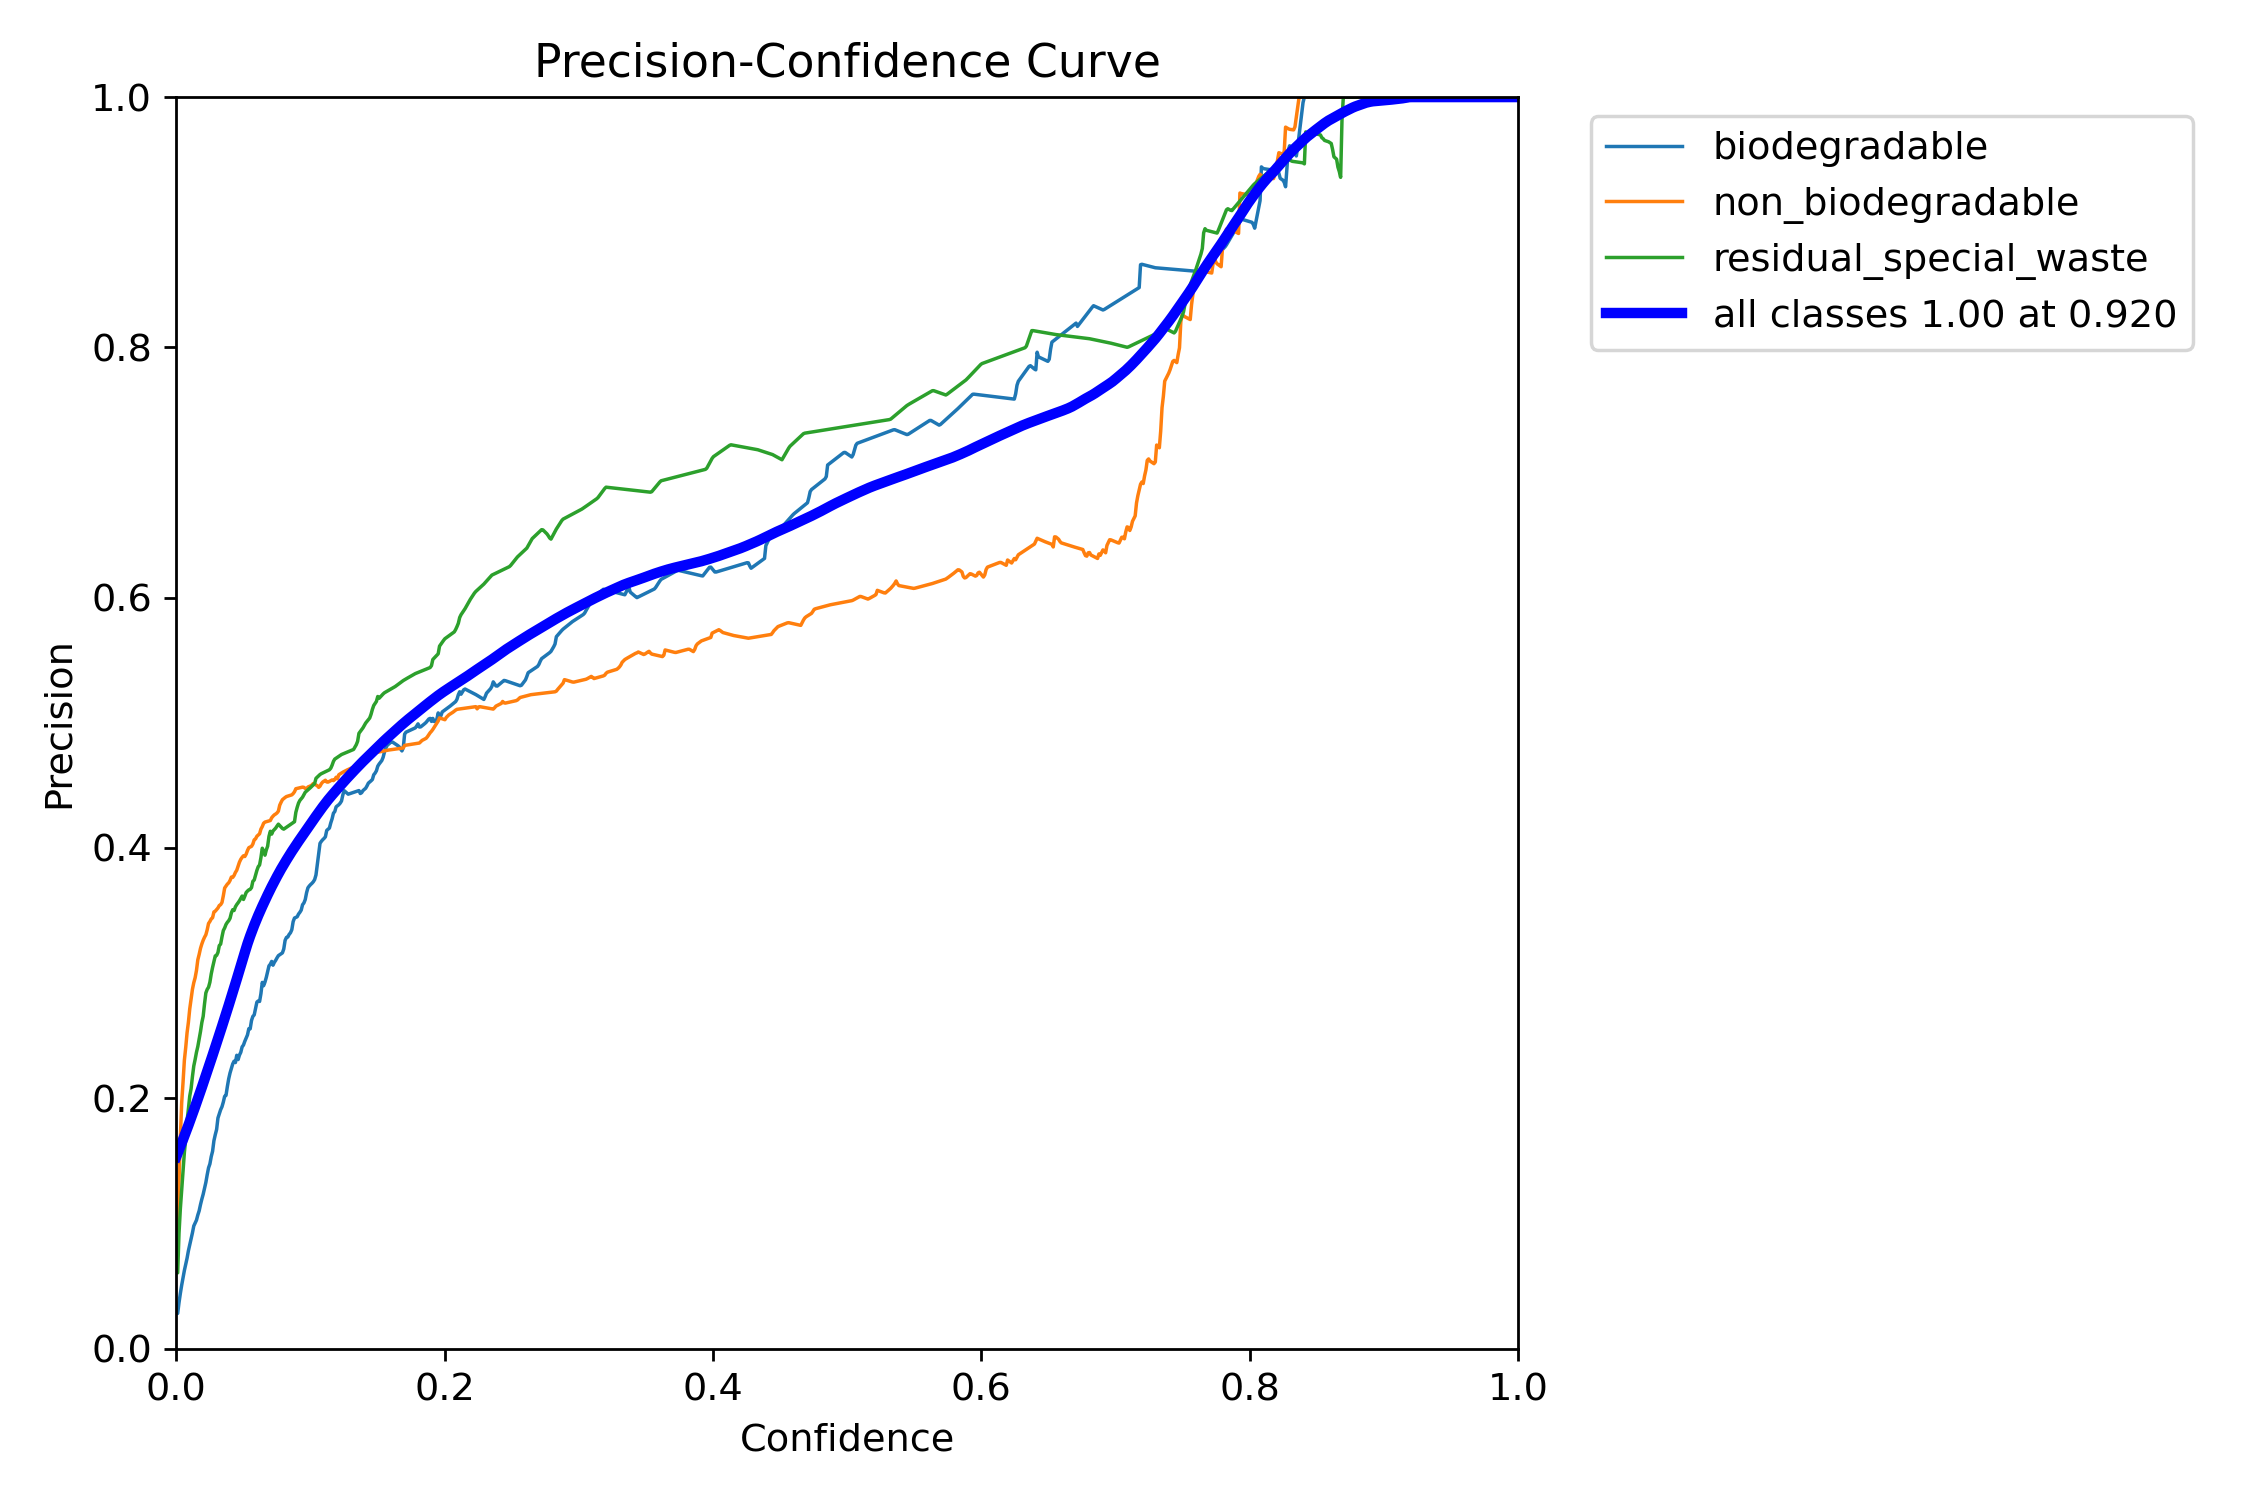 Precision-Confidence Curve
1.0
0.8
0.6
0.4
0.2
0.0
Precision
0.0 0.2 0.4 0.6 0.8 1.0
Confidence
biodegradable
non_biodegradable
residual_special_waste
all classes 1.00 at 0.920